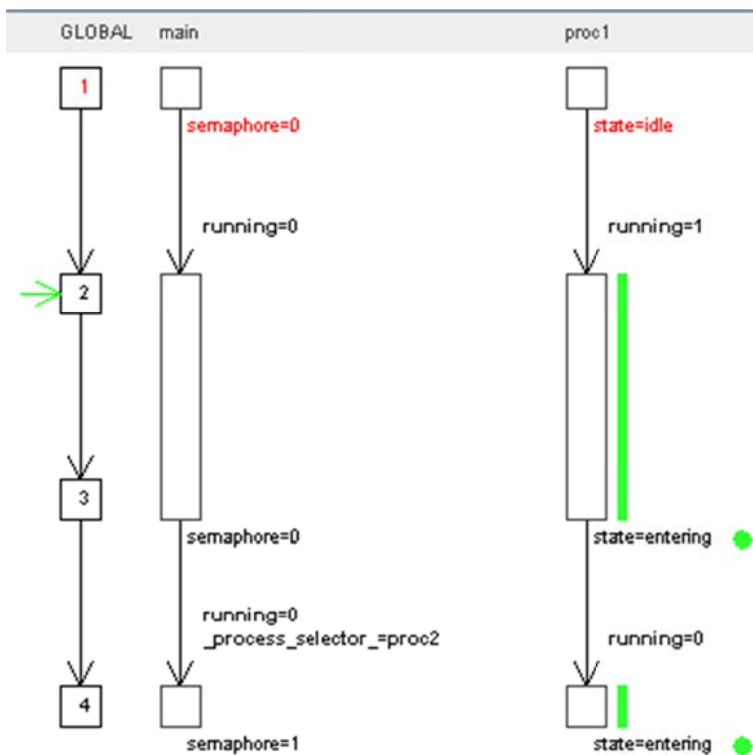 GLOBAL main proc1
1
semaphore=0 state=idle
running=0 running=1
2
3
semaphore=0 state=entering
running=0
_process_selector_=proc2 running=0
4
semaphore=1 state=entering